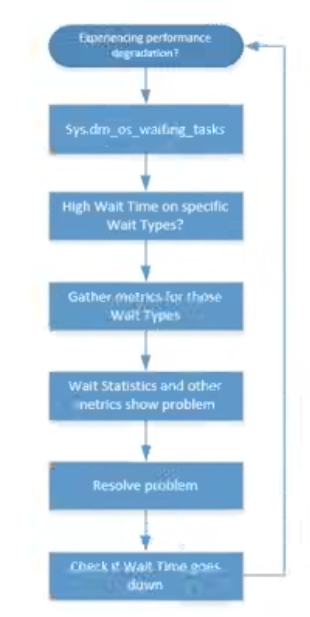 Experiencing performance
degradation?
Sys.dm_os_waiting_tasks
High Wait Time on specific
Wait Types?
Gather metrics for those
Wait Types
Wait Statistics and other
metrics show problem
Resolve problem
Check if Wait Time goes
down